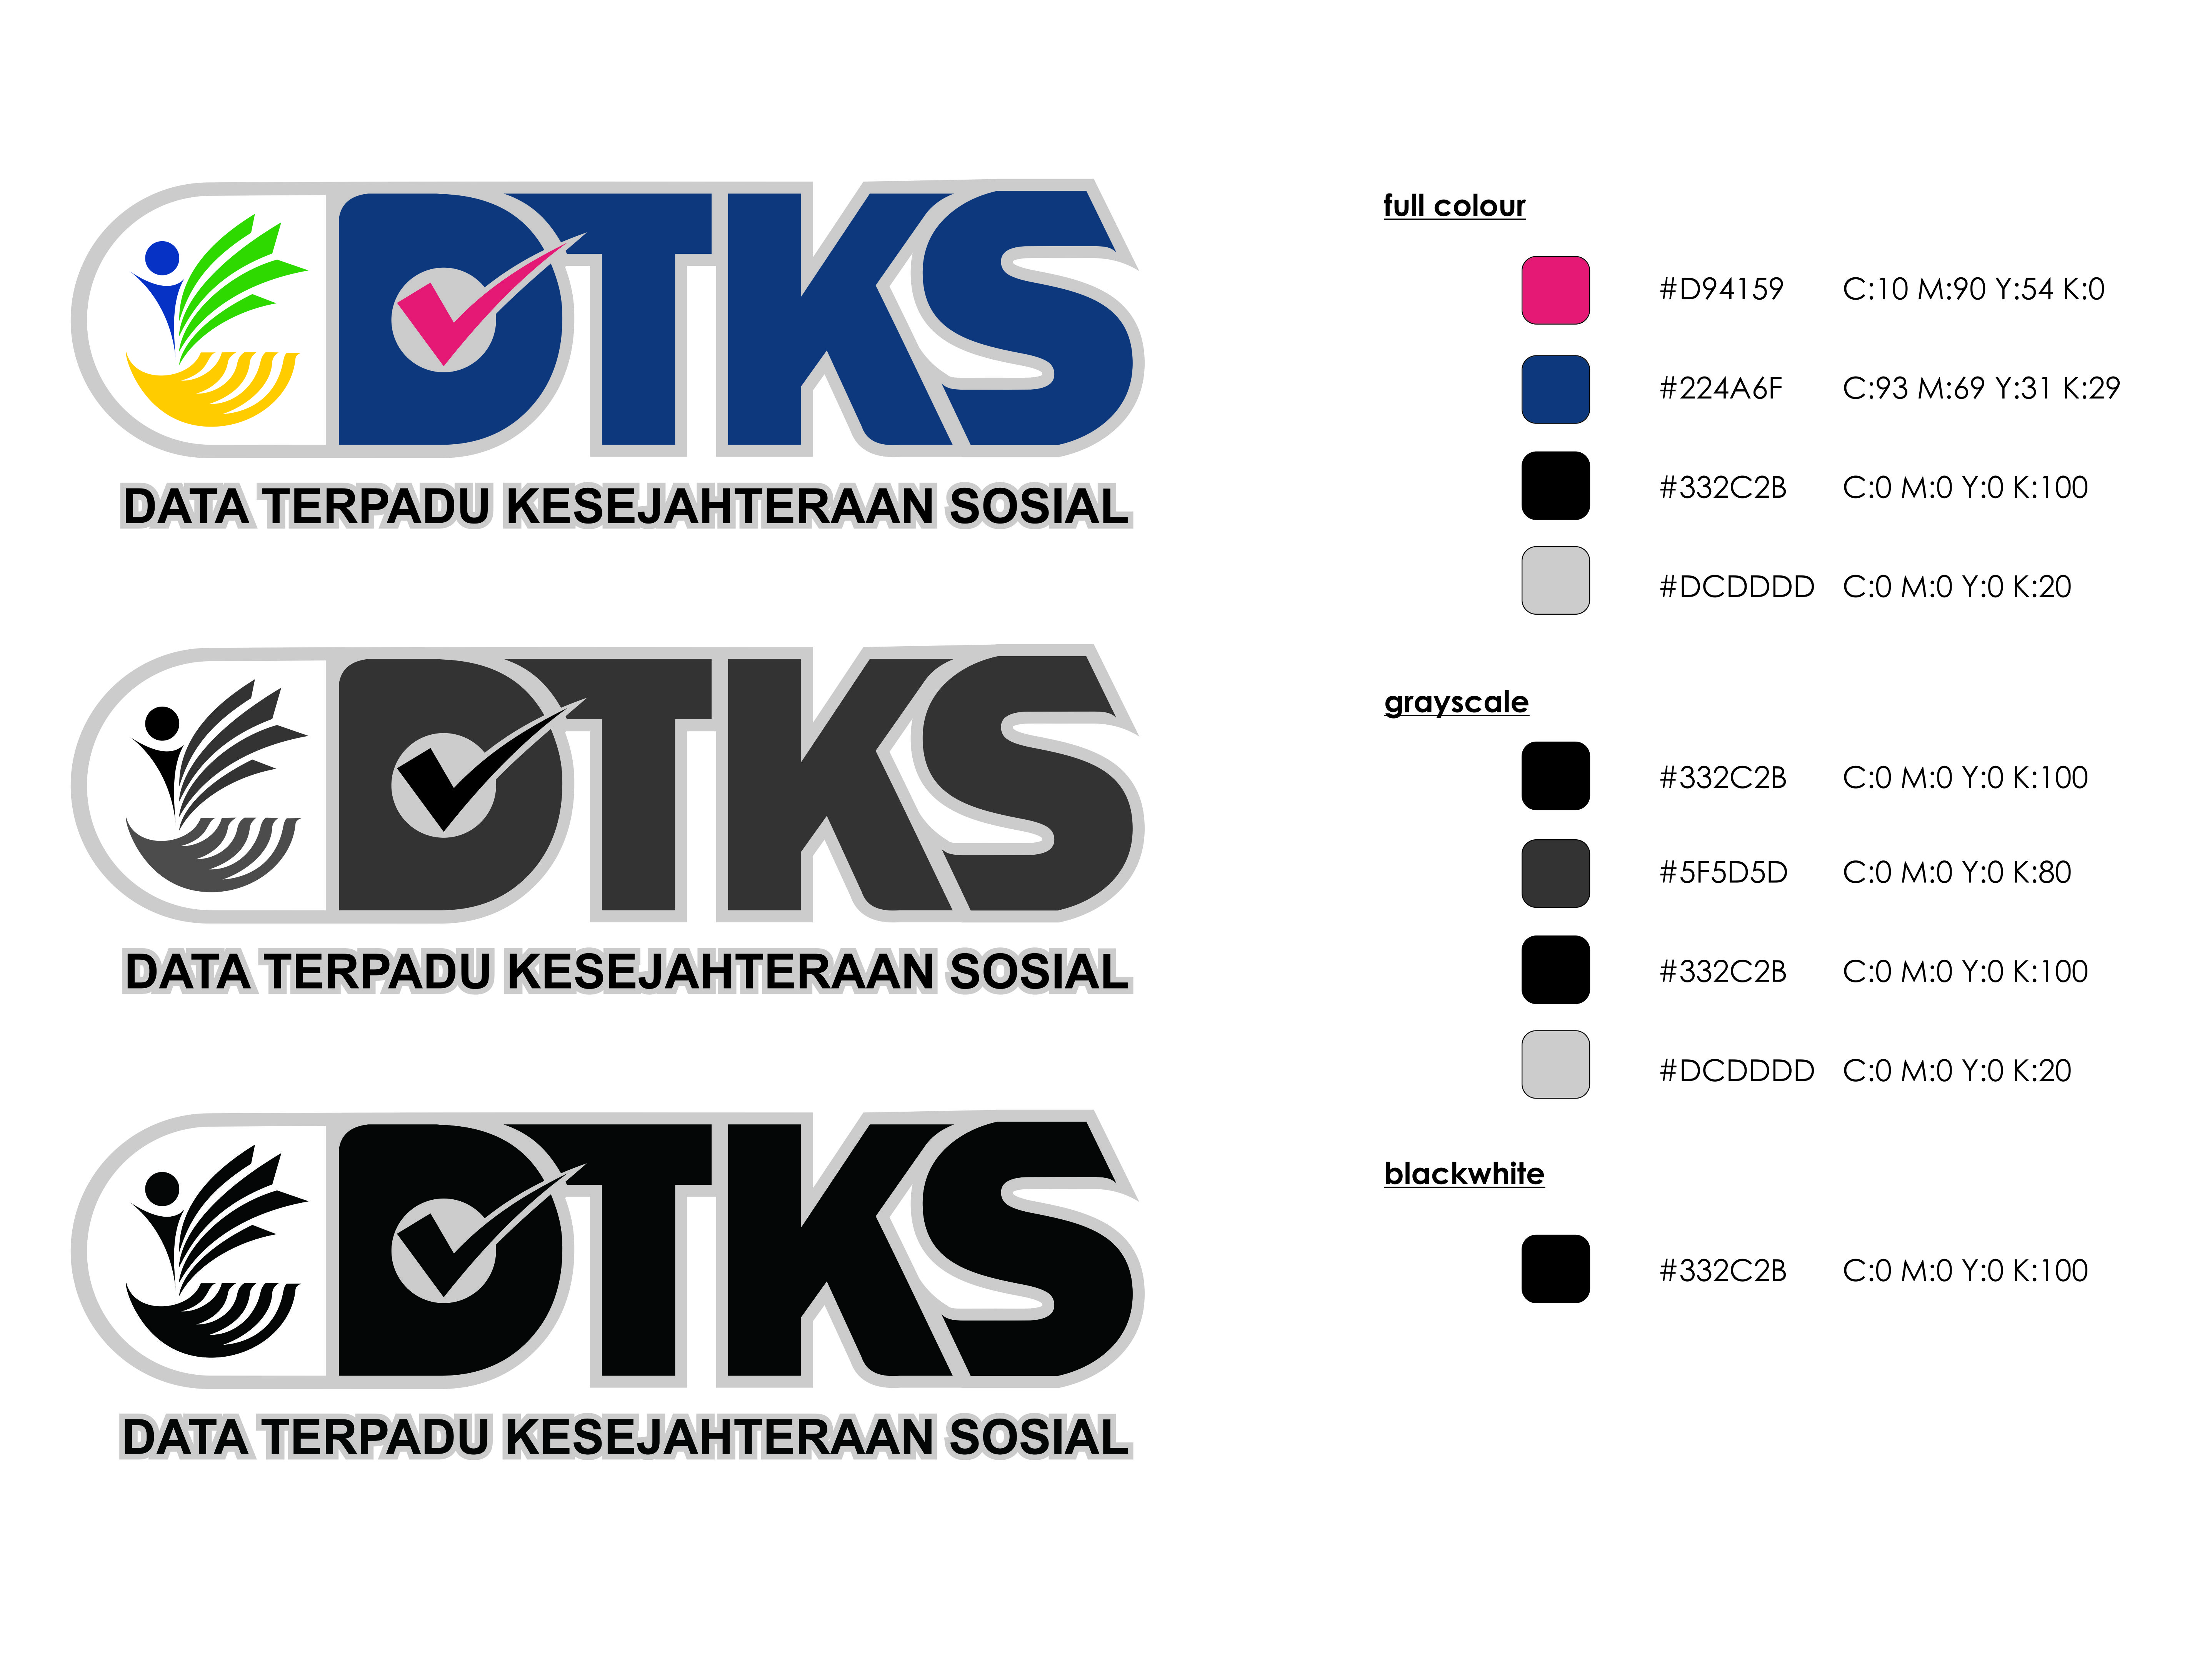 DTKS
DATA TERPADU KESEJAHTERAAN SOSIAL
DTKS
DATA TERPADU KESEJAHTERAAN SOSIAL
DTKS
DATA TERPADU KESEJAHTERAAN SOSIAL
full colour
#D94159 C:10 M:90 Y:54 K:0
#224A6F C:93 M:69 Y:31 K:29
#332C2B C:0 M:0 Y:0 K:100
#DCDDDD C:0 M:0 Y:0 K:20
grayscale
#332C2B C:0 M:0 Y:0 K:100
#5F5D5D C:0 M:0 Y:0 K:80
#332C2B C:0 M:0 Y:0 K:100
#DCDDDD C:0 M:0 Y:0 K:20
blackwhite
#332C2B C:0 M:0 Y:0 K:100